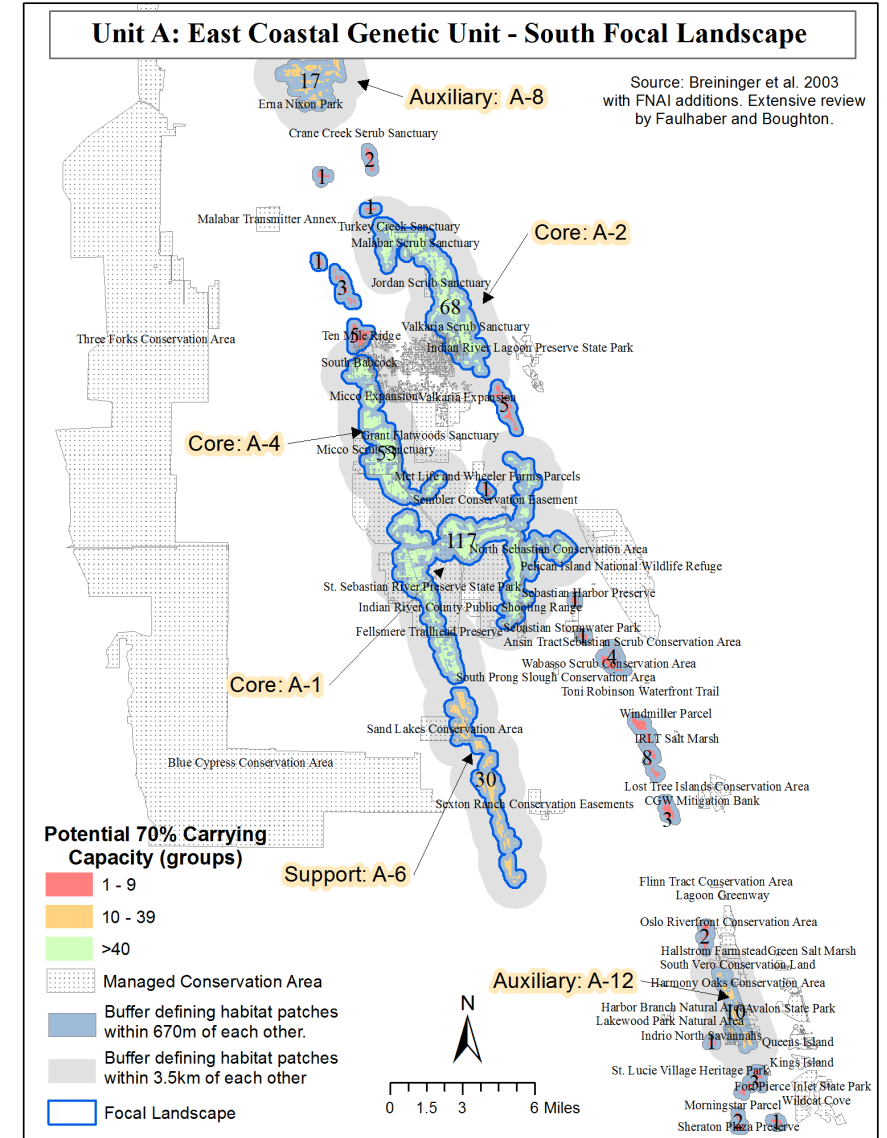 Unit A: East Coastal Genetic Unit - South Focal Landscape
Source: Breininger et al. 2003
with FNAI additions. Extensive review
by Faulhaber and Boughton.
17
Auxiliary: A-8
Erna Nixon Park
Crane Creek Scrub Sanctuary
2
1
1
Malabar Transmitter Annex
Turkey Creek Sanctuary
Core: A-2
Malabar Scrub Sanctuary
1
Jordan Scrub Sanctuary
3
68
Valkaria Scrub Sanctuary
Three Forks Conservation Area
5
Ten Mile Ridge
Indian River Lagoon Preserve State Park
South Babcock
Micco Expansion
Valkaria Expansion
5
Core: A-4
Grant Flatwoods Sanctuary
Micco Scrub Sanctuary
53
Met Life and Wheeler Farms Parcels
1
Sembler Conservation Easement
117
North Sebastian Conservation Area
Pelican Island National Wildlife Refuge
St. Sebastian River Preserve State Park
Sebastian Harbor Preserve
1
Indian River County Public Shooting Range
Fellsmere Trailhead Preserve
Sebastian Stormwater Park
1
Ansin Tract
Sebastian Scrub Conservation Area
4
Wabasso Scrub Conservation Area
Core: A-1
South Prong Slough Conservation Area
Toni Robinson Waterfront Trail
Windmiller Parcel
Sand Lakes Conservation Area
IRLT Salt Marsh
8
Blue Cypress Conservation Area
30
Lost Tree Islands Conservation Area
Sexton Ranch Conservation Easements
CGW Mitigation Bank
3
Support: A-6
Potential 70% Carrying
Capacity (groups)
1 - 9
10 - 39
>40
Managed Conservation Area
Buffer defining habitat patches
within 670m of each other.
Buffer defining habitat patches
within 3.5km of each other
Focal Landscape
N
0 1.5 3 6 Miles
Flinn Tract Conservation Area
Lagoon Greenway
Oslo Riverfront Conservation Area
2
Hallstrom Farmstead
Green Salt Marsh
South Vero Conservation Land
Auxiliary: A-12
Harmony Oaks Conservation Area
Harbor Branch Natural Area
10
Avalon State Park
Lakewood Park Natural Area
Indrio North Savannahs
1
Queens Island
Kings Island
St. Lucie Village Heritage Park
3
Fort Pierce Inlet State Park
Wildcat Cove
Morningstar Parcel
2
1
Sheraton Plaza Preserve